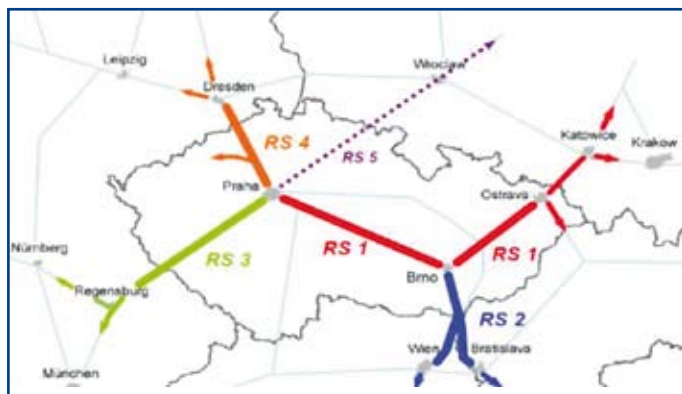 Leipzig
Dresden
Wroclaw
RS 4
RS 5
Katowice
Krakow
Praha
Ostrava
RS 1
RS 1
RS 3
Nürnberg
Brno
Regensburg
RS 2
Wien
Bratislava
München